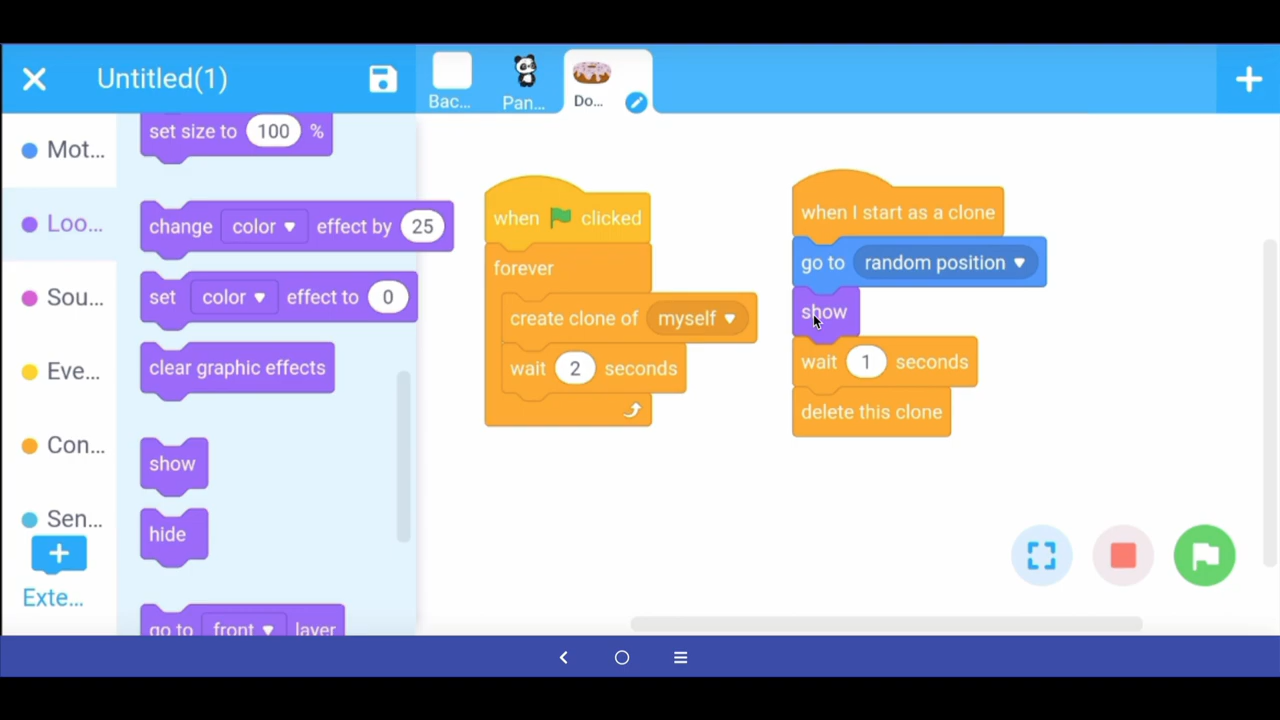 Untitled(1)
Bac...
Pan...
Do...
Mot...
Loo...
Sou...
Eve...
Con...
Sen...
Exte...
set size to 100 %
change color effect by 25
set color effect to 0
clear graphic effects
show
hide
go to front layer
when clicked
forever
create clone of myself
wait 2 seconds
when I start as a clone
go to random position
show
wait 1 seconds
delete this clone